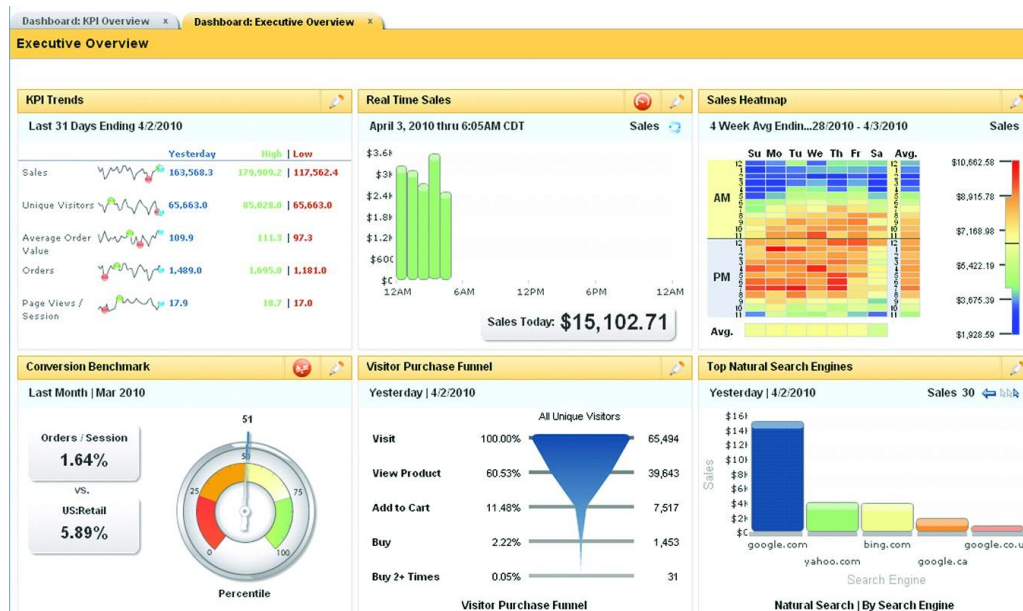 Dashboard: KPI Overview x
Dashboard: Executive Overview x
Executive Overview
KPI Trends
Last 31 Days Ending 4/2/2010
Yesterday High | Low
Sales 163,568.3 179,909.2 | 117,562.4
Unique Visitors 65,663.0 85,028.0 | 65,663.0
Average Order
Value 109.9 111.3 | 97.3
Orders 1,489.0 1,695.0 | 1,181.0
Page Views /
Session 17.9 18.7 | 17.0
Real Time Sales
April 3, 2010 thru 6:05AM CDT Sales
$3.6K
$3K
$2.4K
$1.8K
$1.2K
$600
$0
12AM 6AM 12PM 6PM 12AM
Sales Today: $15,102.71
Sales Heatmap
4 Week Avg Endin...28/2010 - 4/3/2010 Sales
Su Mo Tu We Th Fr Sa Avg.
AM
PM
Avg.
$10,662.58
$8,915.78
$7,168.98
$5,422.19
$3,675.39
$1,928.59
Conversion Benchmark
Last Month | Mar 2010
Orders / Session
1.64%
vs.
US:Retail
5.89%
51
0 25 50 75 100
Percentile
Visitor Purchase Funnel
Yesterday | 4/2/2010
All Unique Visitors
Visit 100.00% 65,494
View Product 60.53% 39,643
Add to Cart 11.48% 7,517
Buy 2.22% 1,453
Buy 2+ Times 0.05% 31
Visitor Purchase Funnel
Top Natural Search Engines
Yesterday | 4/2/2010 Sales 30
Sales
$16K
$14K
$12K
$10K
$8K
$6K
$4K
$2K
$0
google.com bing.com google.co.u
yahoo.com google.ca
Search Engine
Natural Search | By Search Engine